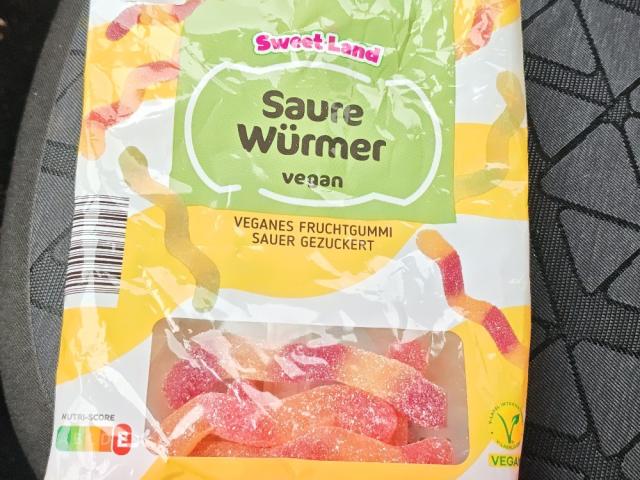 Sweet Land
Saure
Würmer
vegan
VEGANES FRUCHTGUMMI
SAUER GEZUCKERT
NUTRI-SCORE
E
VEGAN